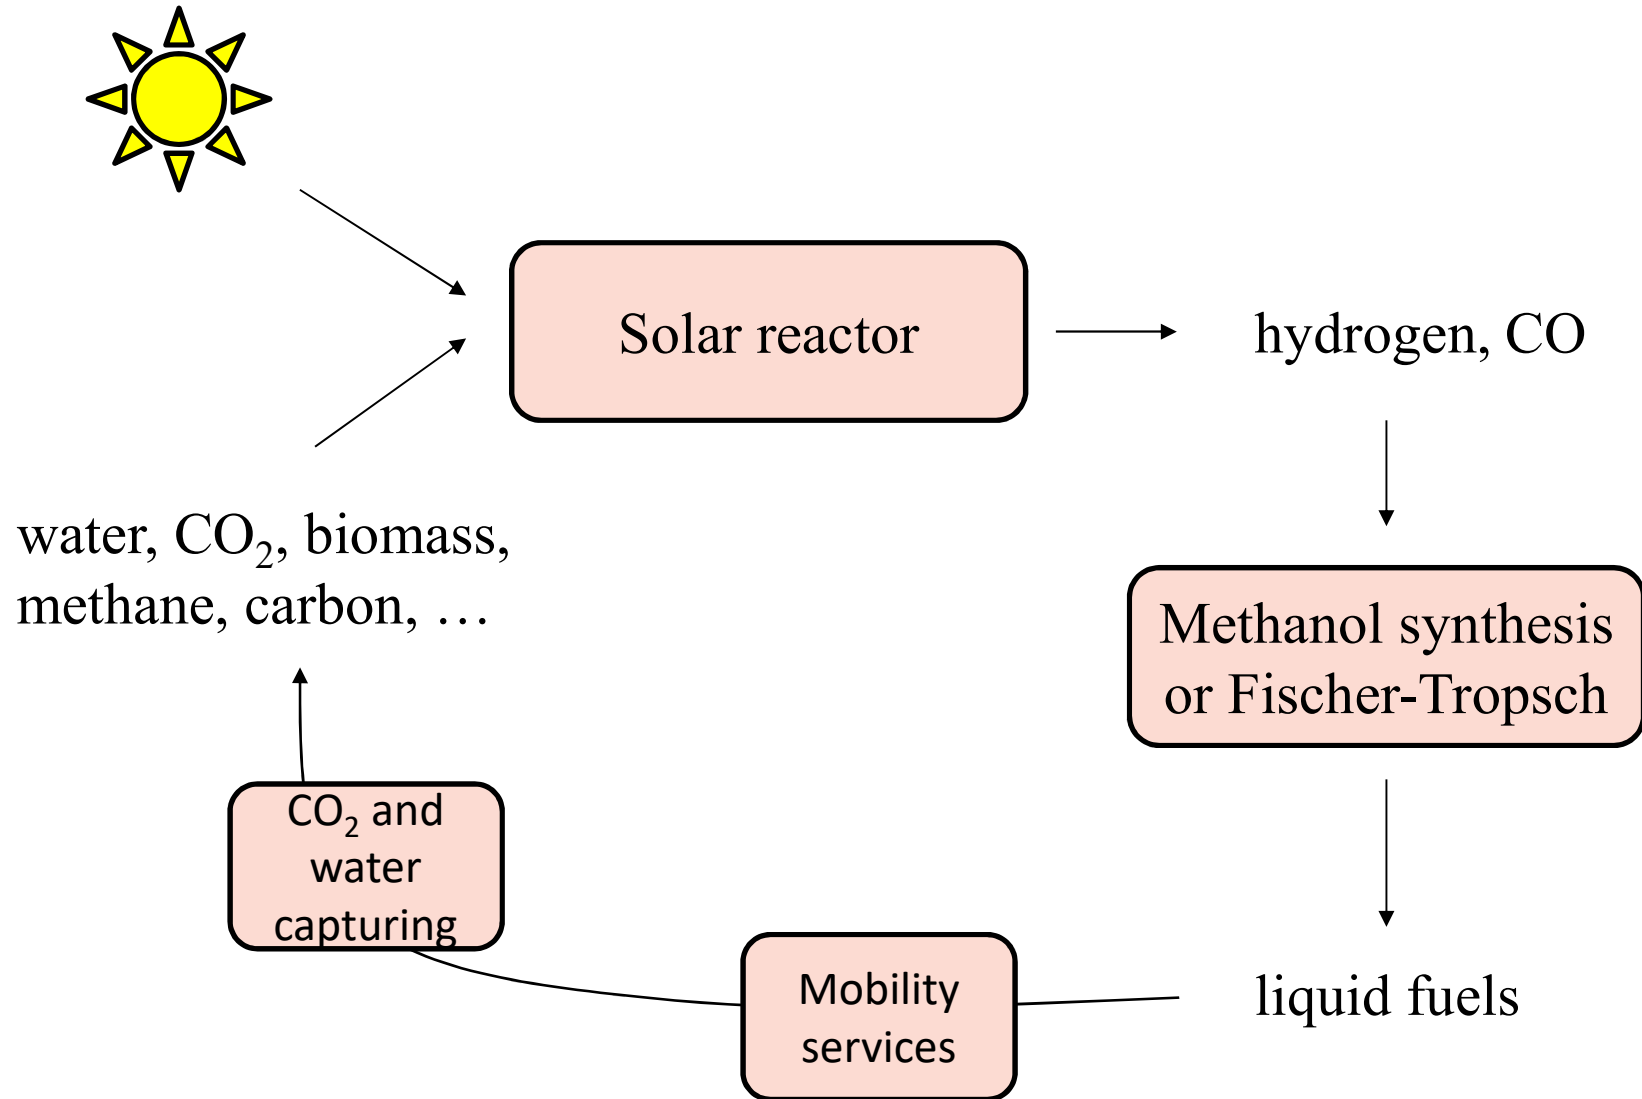 Solar reactor
hydrogen, CO
water, CO₂, biomass,
methane, carbon, …
Methanol synthesis
or Fischer-Tropsch
CO₂ and
water
capturing
Mobility
services
liquid fuels